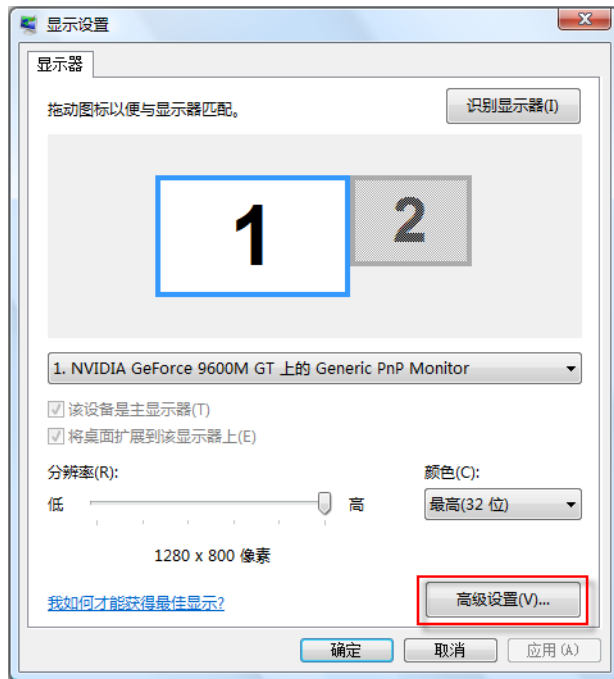 显示设置
显示器
拖动图标以便与显示器匹配。
识别显示器(I)
1
2
1. NVIDIA GeForce 9600M GT 上的 Generic PnP Monitor
该设备是主显示器(T)
将桌面扩展到该显示器上(E)
分辨率(R):
颜色(C):
低
高
最高(32 位)
1280 x 800 像素
我如何才能获得最佳显示?
高级设置(V)...
确定
取消
应用(A)